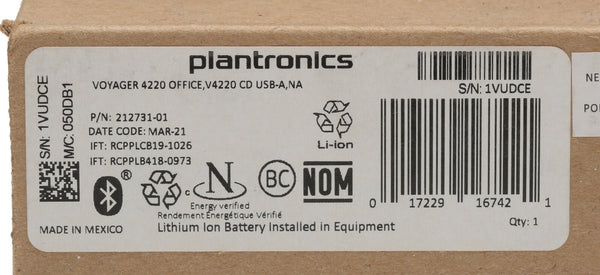 plantronics
VOYAGER 4220 OFFICE,V4220 CD USB-A,NA
S/N: 1VUDCE
M/C: 050DB1
P/N: 212731-01
DATE CODE: MAR-21
IFT: RCPPLCB19-1026
IFT: RCPPLB418-0973
Li-ion
S/N: 1VUDCE
®
C
N
Energy verified
Rendement Énergétique Vérifié
BC
NOM
0 17229 16742 1
MADE IN MEXICO
Lithium Ion Battery Installed in Equipment
Qty: 1
NE
PO